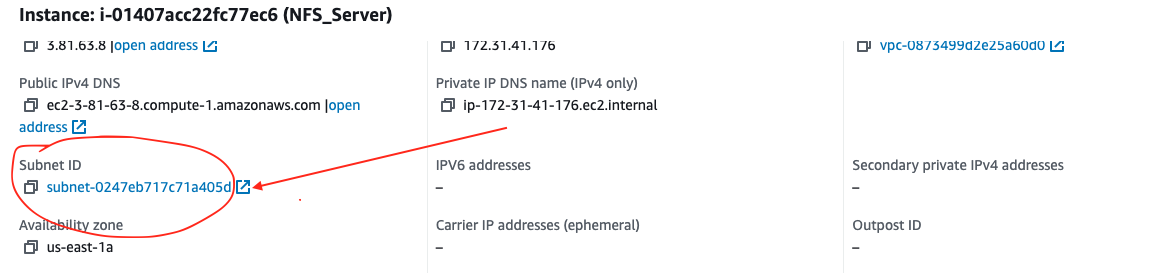 Instance: i-01407acc22fc77ec6 (NFS_Server)
3.81.63.8 |open address
172.31.41.176
vpc-0873499d2e25a60d0
Public IPv4 DNS
Private IP DNS name (IPv4 only)
ec2-3-81-63-8.compute-1.amazonaws.com |open
address
ip-172-31-41-176.ec2.internal
Subnet ID
IPV6 addresses
Secondary private IPv4 addresses
subnet-0247eb717c71a405d
–
–
Availability zone
Carrier IP addresses (ephemeral)
Outpost ID
us-east-1a
–
–